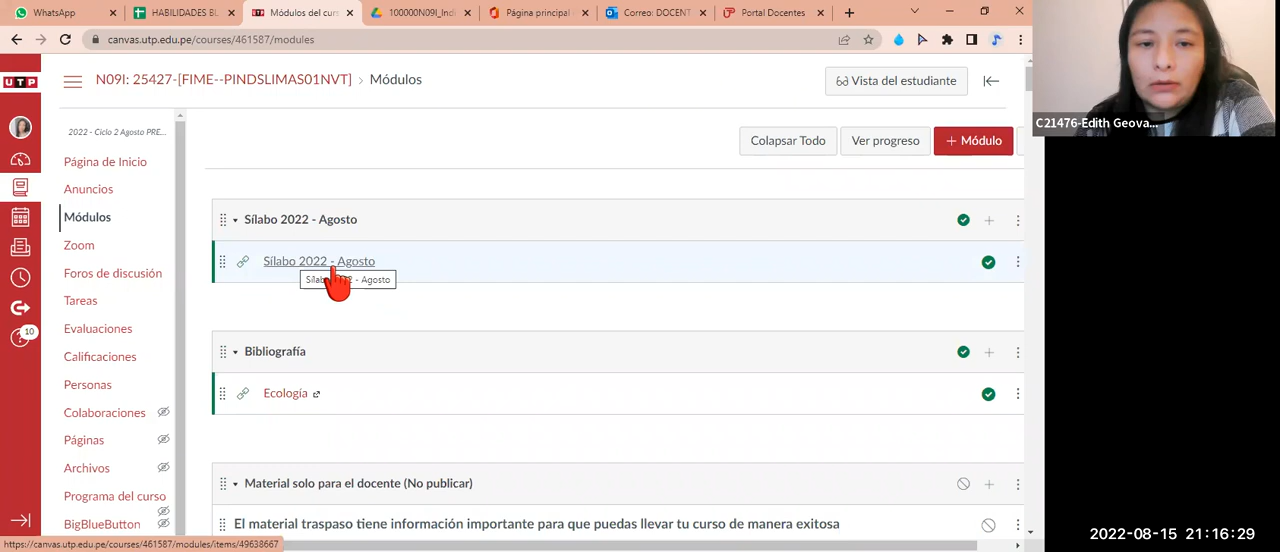 WhatsApp
HABILIDADES BL
Módulos del curs
100000N09I_Indi
Página principal
Correo: DOCENT
Portal Docentes
canvas.utp.edu.pe/courses/461587/modules
UTP
N09I: 25427-[FIME--PINDSLIMAS01NVT] > Módulos
Vista del estudiante
2022 - Ciclo 2 Agosto PRE...
Página de Inicio
Anuncios
Módulos
Zoom
Foros de discusión
Tareas
Evaluaciones
Calificaciones
Personas
Colaboraciones
Páginas
Archivos
Programa del curso
BigBlueButton
10
Colapsar Todo
Ver progreso
+ Módulo
Sílabo 2022 - Agosto
Sílabo 2022 - Agosto
Bibliografía
Ecología
Material solo para el docente (No publicar)
El material traspaso tiene información importante para que puedas llevar tu curso de manera exitosa
https://canvas.utp.edu.pe/courses/461587/modules/items/49638667
C21476-Edith Geova...
2022-08-15 21:16:29